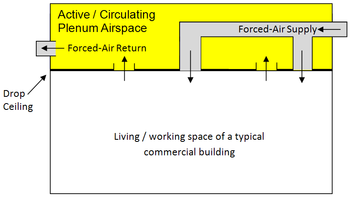 Active / Circulating
Plenum Airspace
Forced-Air Supply
Forced-Air Return
Drop
Ceiling
Living / working space of a typical
commercial building